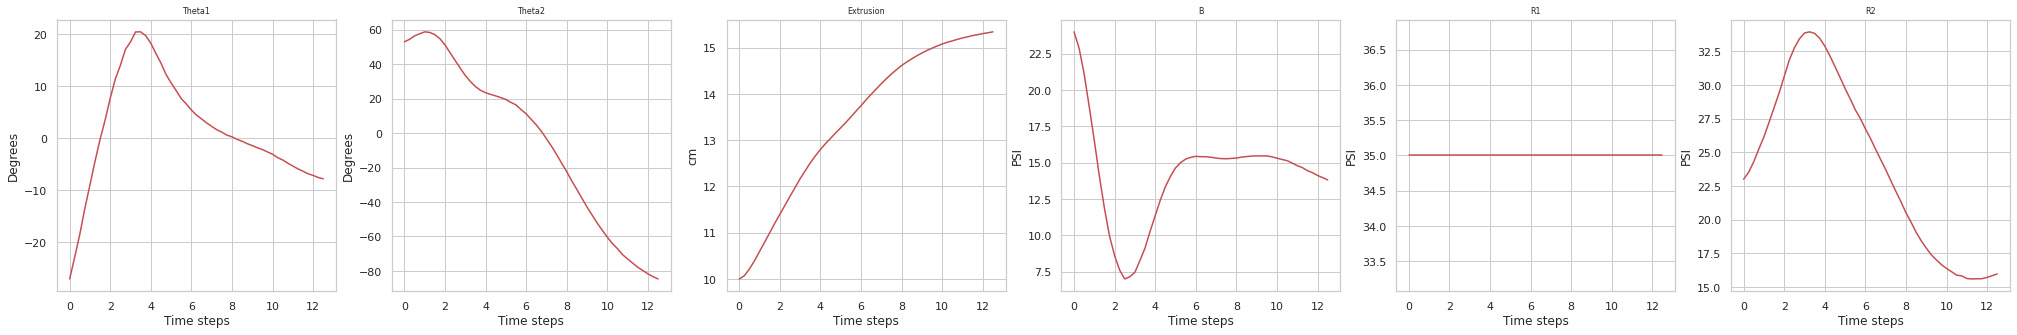 Theta1
Degrees
20
10
0
−10
−20
0 2 4 6 8 10 12
Time steps
Theta2
Degrees
60
40
20
0
−20
−40
−60
−80
0 2 4 6 8 10 12
Time steps
Extrusion
cm
15
14
13
12
11
10
0 2 4 6 8 10 12
Time steps
B
PSI
22.5
20.0
17.5
15.0
12.5
10.0
7.5
0 2 4 6 8 10 12
Time steps
R1
PSI
36.5
36.0
35.5
35.0
34.5
34.0
33.5
0 2 4 6 8 10 12
Time steps
R2
PSI
32.5
30.0
27.5
25.0
22.5
20.0
17.5
15.0
0 2 4 6 8 10 12
Time steps